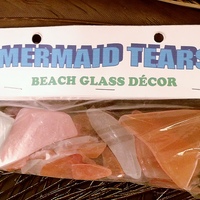 MERMAID TEARS
BEACH GLASS DÉCOR